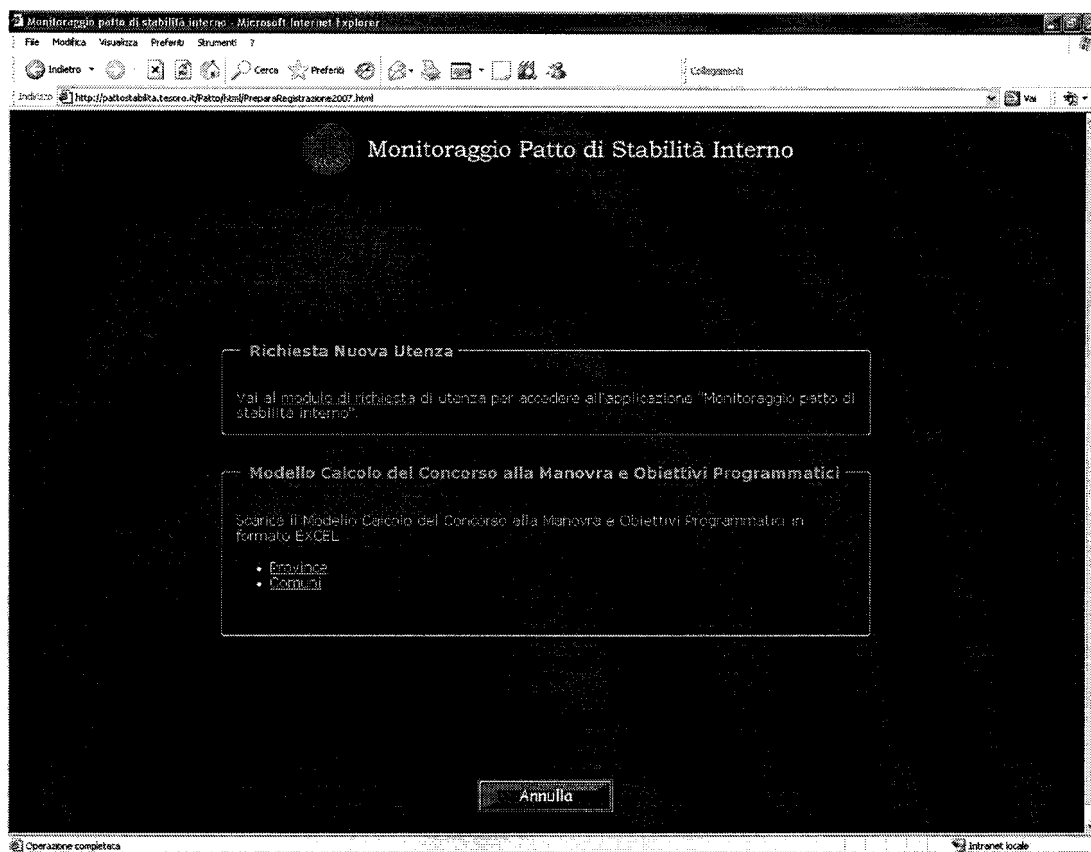 Monitoraggio patto di stabilità interno - Microsoft Internet Explorer
File Modifica Visualizza Preferiti Strumenti ?
Indietro Cerca Preferiti Collegamenti
Indirizzo http://pattostabilita.tesoro.it/Patto/html/PreparaRegistrazione2007.html Vai
Monitoraggio Patto di Stabilità Interno
Richiesta Nuova Utenza
Vai al modulo di richiesta di utenza per accedere all'applicazione "Monitoraggio patto di
stabilità interno".
Modello Calcolo del Concorso alla Manovra e Obiettivi Programmatici
Scarica il Modello Calcolo del Concorso alla Manovra e Obiettivi Programmatici in
formato EXCEL
• Province
• Comuni
Annulla
Operazione completata Intranet locale